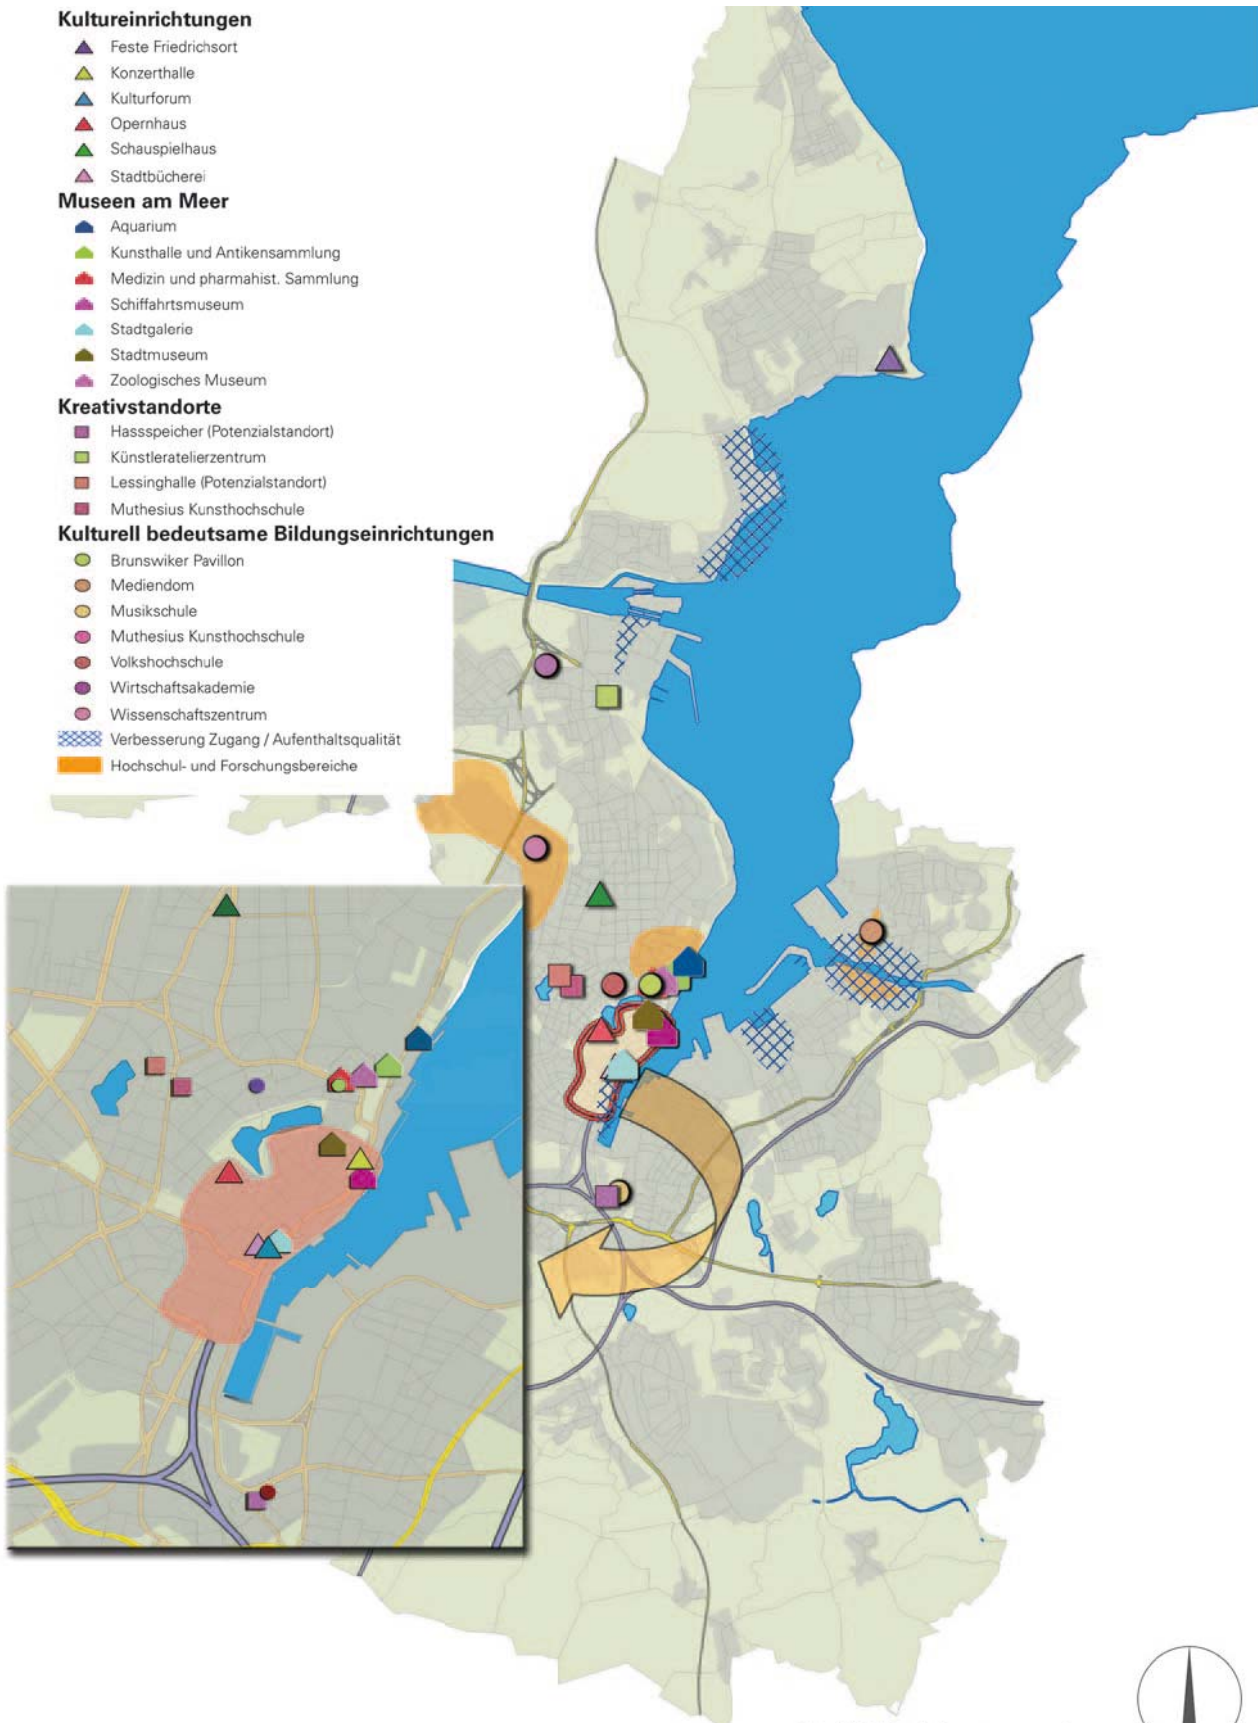 Kultureinrichtungen
Feste Friedrichsort
Konzerthalle
Kulturforum
Opernhaus
Schauspielhaus
Stadtbücherei
Museen am Meer
Aquarium
Kunsthalle und Antikensammlung
Medizin und pharmahist. Sammlung
Schiffahrtsmuseum
Stadtgalerie
Stadtmuseum
Zoologisches Museum
Kreativstandorte
Hassspeicher (Potenzialstandort)
Künstleratelierzentrum
Lessinghalle (Potenzialstandort)
Muthesius Kunsthochschule
Kulturell bedeutsame Bildungseinrichtungen
Brunswiker Pavillon
Mediendom
Musikschule
Muthesius Kunsthochschule
Volkshochschule
Wirtschaftsakademie
Wissenschaftszentrum
Verbesserung Zugang / Aufenthaltsqualität
Hochschul- und Forschungsbereiche